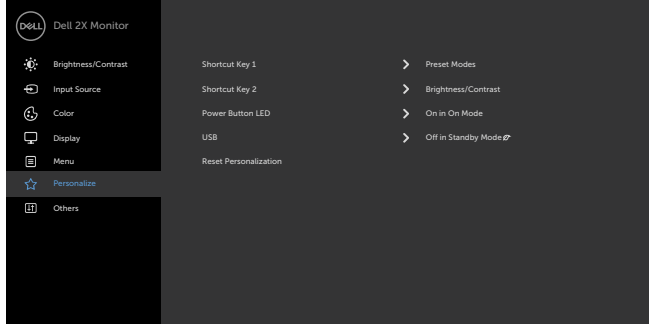 DELL Dell 2X Monitor
Brightness/Contrast
Input Source
Color
Display
Menu
Personalize
Others
Shortcut Key 1 Preset Modes
Shortcut Key 2 Brightness/Contrast
Power Button LED On in On Mode
USB Off in Standby Mode
Reset Personalization